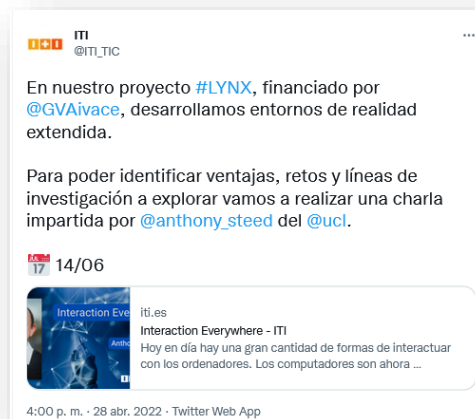 ITI
@ITI_TIC
En nuestro proyecto #LYNX, financiado por
@GVAivace, desarrollamos entornos de realidad
extendida.
Para poder identificar ventajas, retos y líneas de
investigación a explorar vamos a realizar una charla
impartida por @anthony_steed del @ucl.
17 14/06
Interaction Eve
Antho
iti.es
Interaction Everywhere - ITI
Hoy en día hay una gran cantidad de formas de interactuar
con los ordenadores. Los computadores son ahora ...
4:00 p. m. · 28 abr. 2022 · Twitter Web App